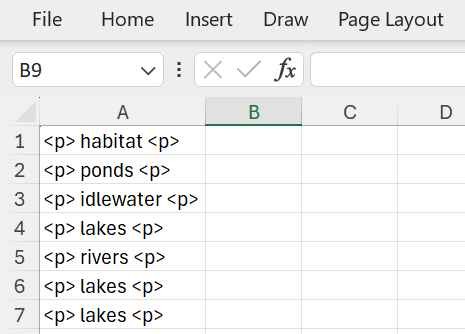 File Home Insert Draw Page Layout
B9 fx
A B C D
1 <p> habitat <p>
2 <p> ponds <p>
3 <p> idlewater <p>
4 <p> lakes <p>
5 <p> rivers <p>
6 <p> lakes <p>
7 <p> lakes <p>